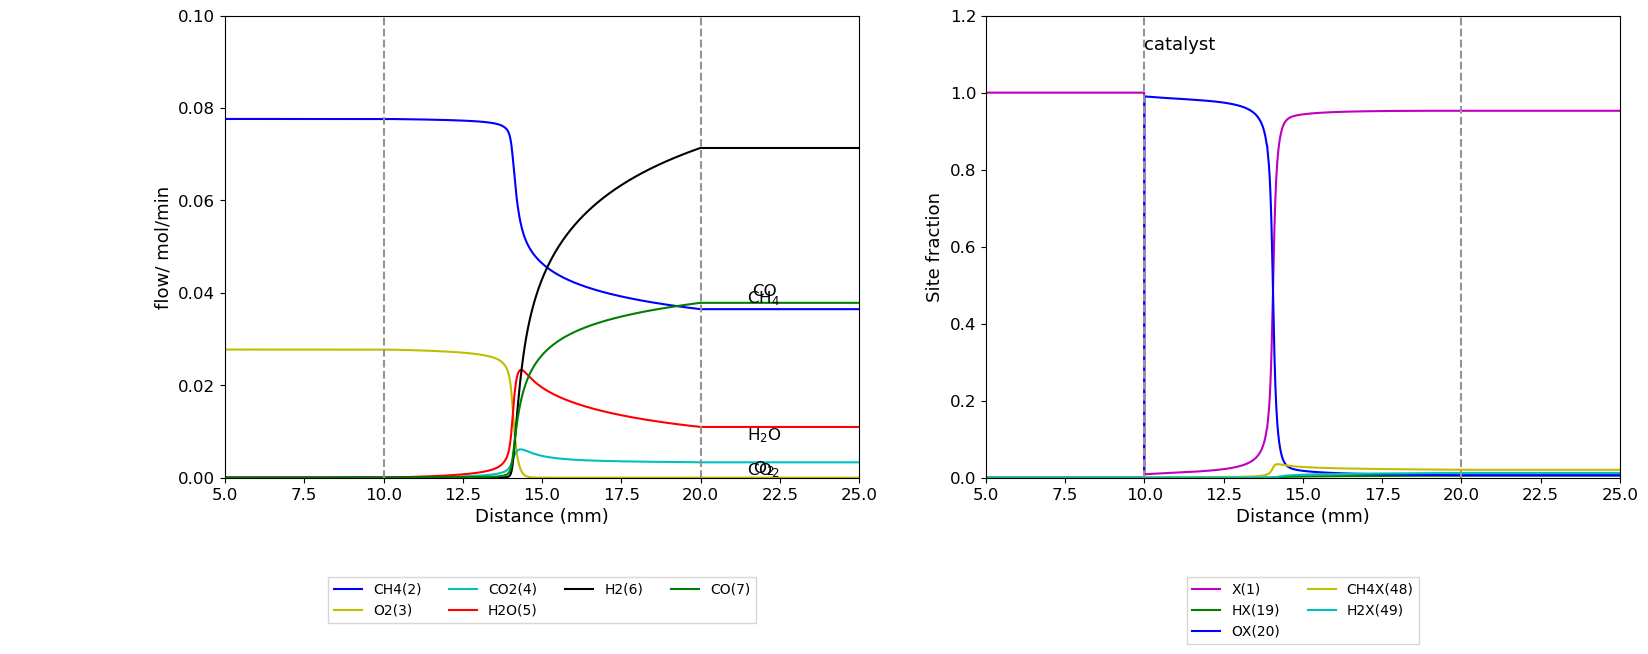 0.10
0.08
0.06
0.04
0.02
0.00
flow/ mol/min
CO
CH₄
H₂O
O₂
CO₂
5.0 7.5 10.0 12.5 15.0 17.5 20.0 22.5 25.0
Distance (mm)
CH4(2) CO2(4) H2(6) CO(7)
O2(3) H2O(5)
1.2
1.0
0.8
0.6
0.4
0.2
0.0
Site fraction
catalyst
5.0 7.5 10.0 12.5 15.0 17.5 20.0 22.5 25.0
Distance (mm)
X(1) CH4X(48)
HX(19) H2X(49)
OX(20)